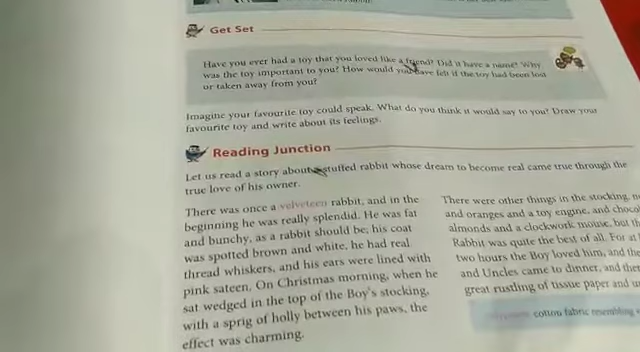 Get Set
Have you ever had a toy that you loved like a friend? Did it have a name? Why
was the toy important to you? How would you have felt if the toy had been lost
or taken away from you?
Imagine your favourite toy could speak. What do you think it would say to you? Draw your
favourite toy and write about its feelings.
Reading Junction
Let us read a story about stuffed rabbit whose dream to become real came true through the
true love of his owner.
There was once a velveteen rabbit, and in the
beginning he was really splendid. He was fat
and bunchy, as a rabbit should be; his coat
was spotted brown and white, he had real
thread whiskers, and his ears were lined with
pink sateen. On Christmas morning, when he
sat wedged in the top of the Boy's stocking,
with a sprig of holly between his paws, the
effect was charming.
There were other things in the stocking,
and oranges and a toy engine, and
almonds and a clockwork mouse, but
Rabbit was quite the best of all. For at
two hours the Boy loved him, and
and Uncles came to dinner, and
great rustling of tissue paper and
cotton fabric resembling